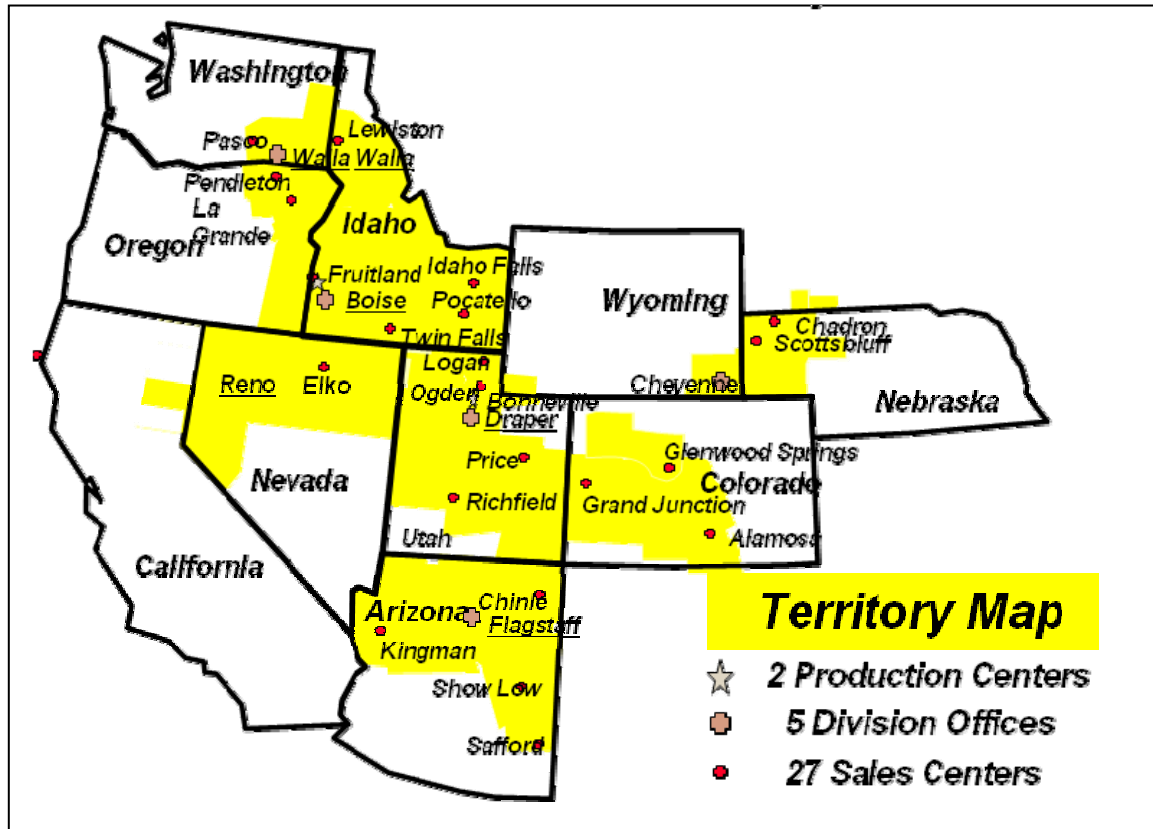 Washington
Pasco
Lewiston
Walla Walla
Pendleton
La
Grande
Idaho
Oregon
Idaho Falls
Fruitland
Boise
Pocatello
Wyoming
Chadron
Twin Falls
Scottsbluff
Logan
Reno
Elko
Ogden
Cheyenne
Bonneville
Nebraska
Draper
Glenwood Springs
Price
Nevada
Colorado
Richfield
Grand Junction
Utah
Alamosa
California
Chinle
Arizona
Flagstaff
Territory Map
Kingman
2 Production Centers
Show Low
5 Division Offices
Safford
27 Sales Centers